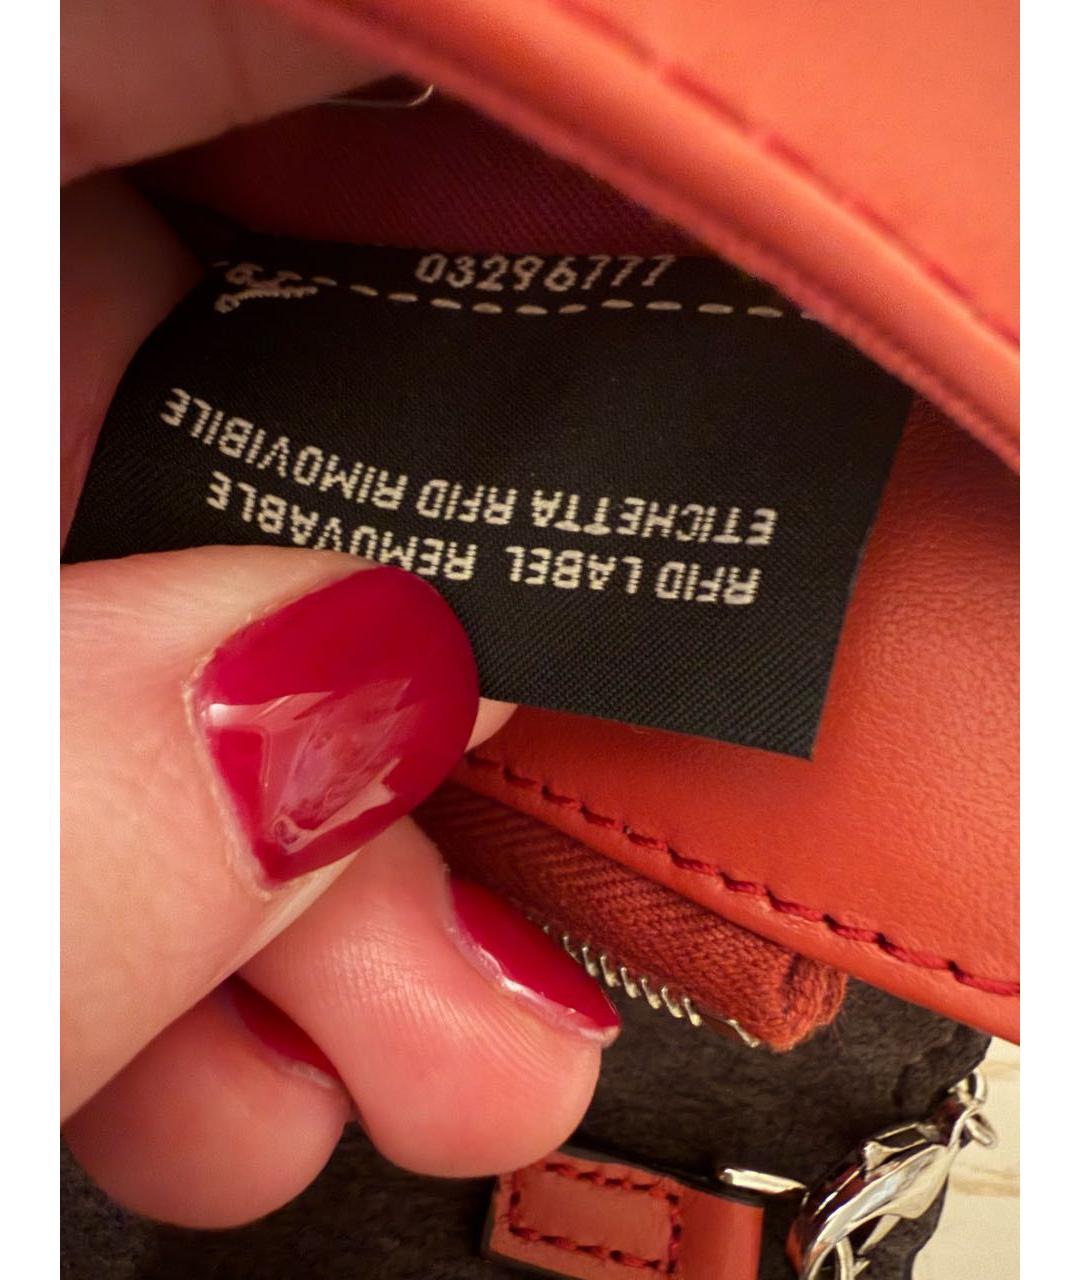 03296777
RFID LABEL REMOVABLE
ETICHETTA RFID RIMOVIBILE